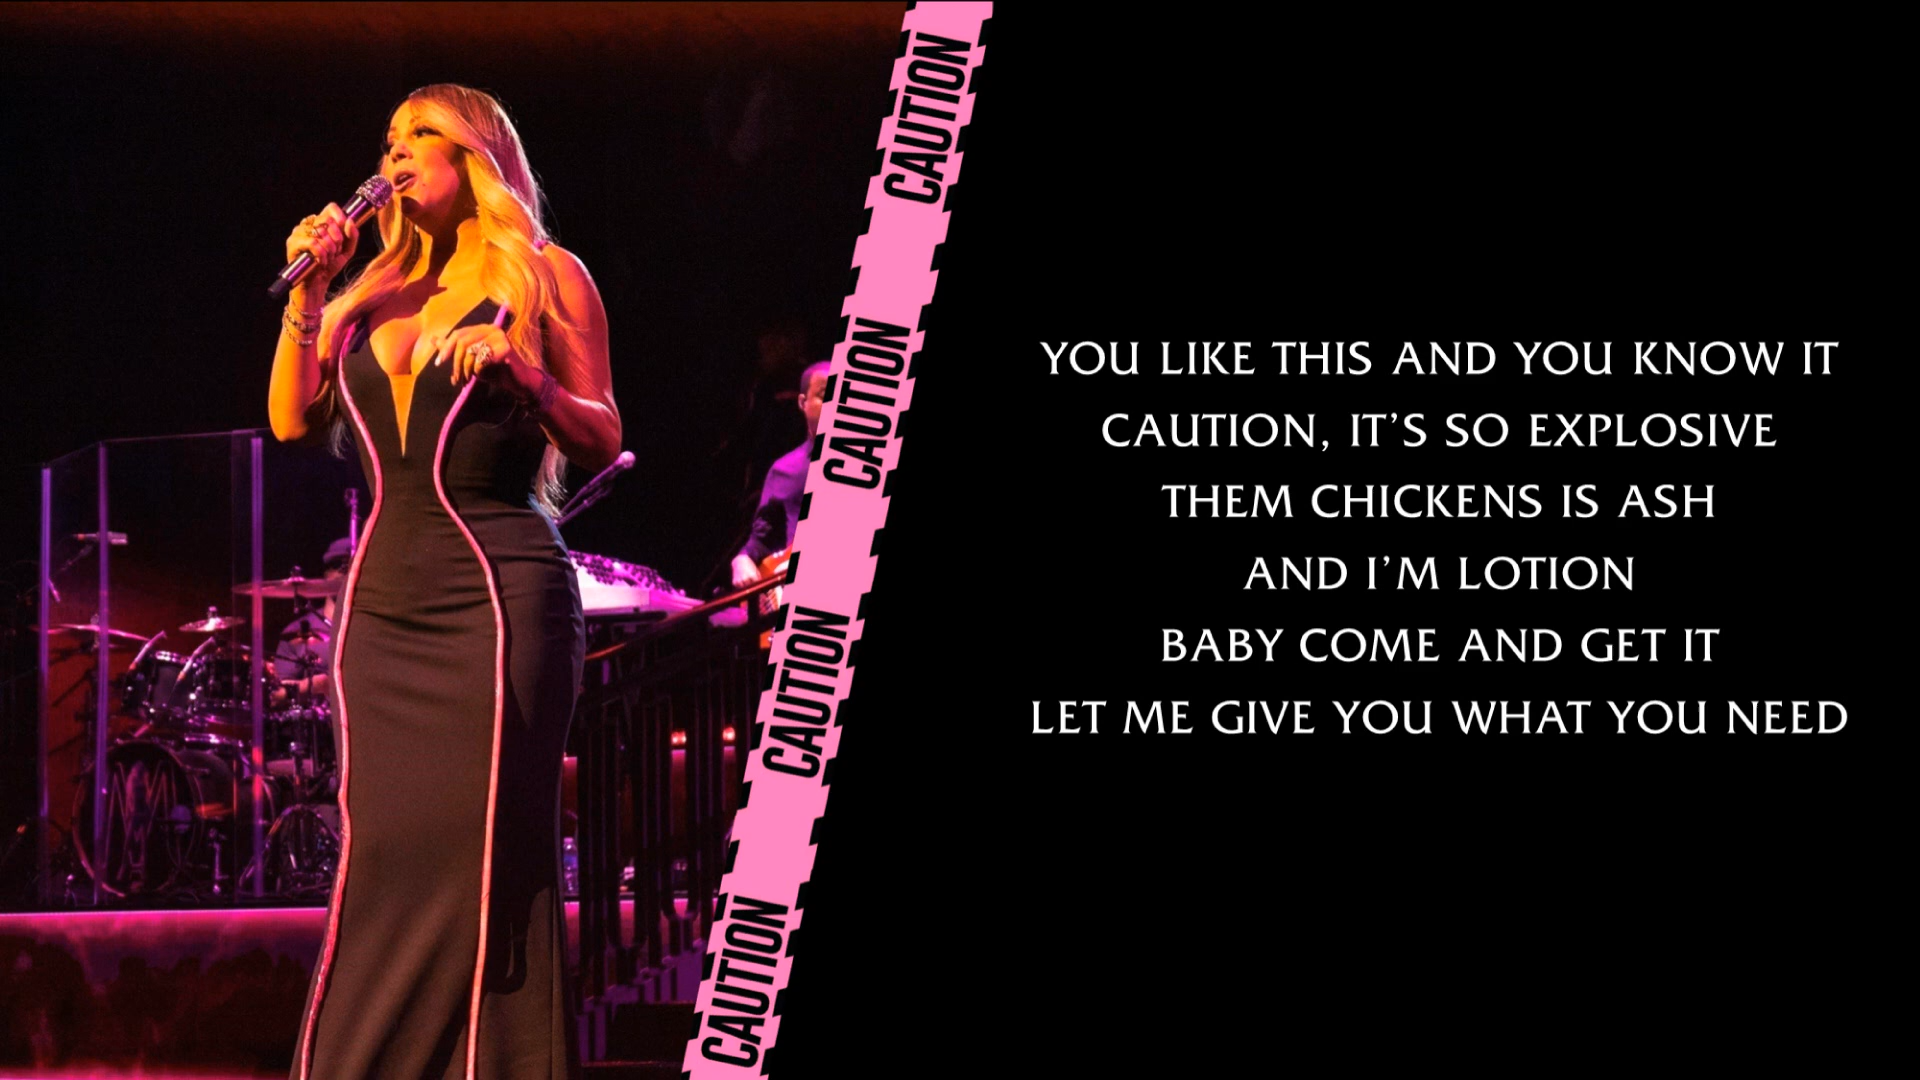 CAUTION
CAUTION
CAUTION
CAUTION
YOU LIKE THIS AND YOU KNOW IT
CAUTION, IT’S SO EXPLOSIVE
THEM CHICKENS IS ASH
AND I’M LOTION
BABY COME AND GET IT
LET ME GIVE YOU WHAT YOU NEED